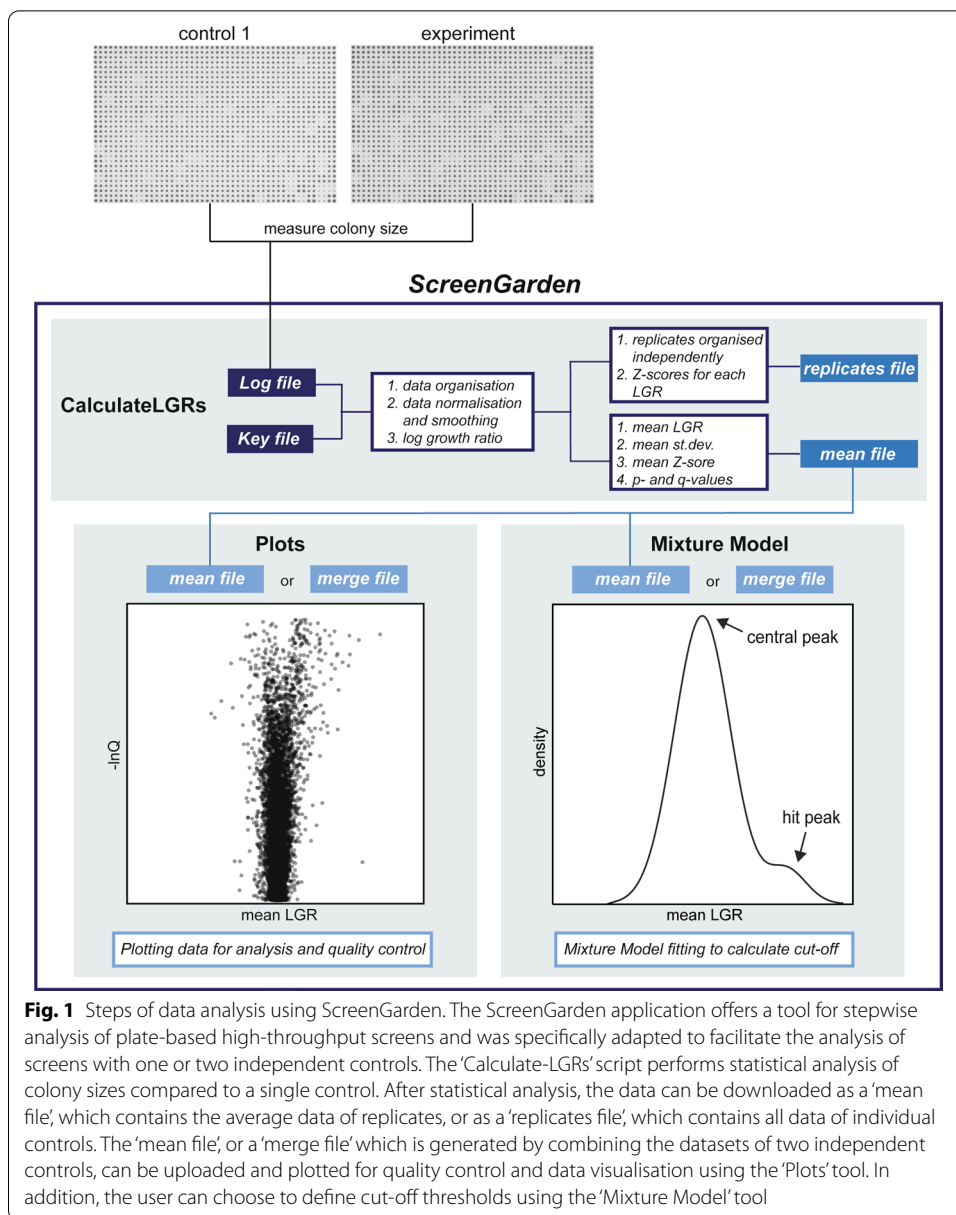 control 1
experiment
measure colony size
ScreenGarden
CalculateLGRs
Log file
Key file
1. data organisation
2. data normalisation
and smoothing
3. log growth ratio
1. replicates organised
independently
2. Z-scores for each
LGR
replicates file
1. mean LGR
2. mean st.dev.
3. mean Z-sore
4. p- and q-values
mean file
Plots
mean file or merge file
-lnQ
mean LGR
Plotting data for analysis and quality control
Mixture Model
mean file or merge file
central peak
density
hit peak
mean LGR
Mixture Model fitting to calculate cut-off
Fig. 1 Steps of data analysis using ScreenGarden. The ScreenGarden application offers a tool for stepwise
analysis of plate-based high-throughput screens and was specifically adapted to facilitate the analysis of
screens with one or two independent controls. The ‘Calculate-LGRs’ script performs statistical analysis of
colony sizes compared to a single control. After statistical analysis, the data can be downloaded as a ‘mean
file’, which contains the average data of replicates, or as a ‘replicates file’, which contains all data of individual
controls. The ‘mean file’, or a ‘merge file’ which is generated by combining the datasets of two independent
controls, can be uploaded and plotted for quality control and data visualisation using the ‘Plots’ tool. In
addition, the user can choose to define cut-off thresholds using the ‘Mixture Model’ tool